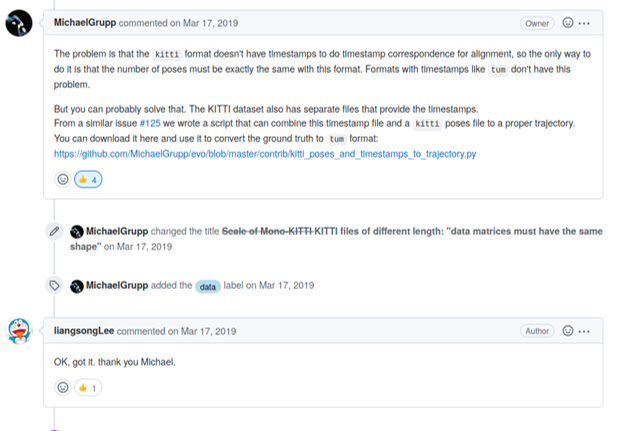 MichaelGrupp commented on Mar 17, 2019
Owner
The problem is that the kitti format doesn't have timestamps to do timestamp correspondence for alignment, so the only way to
do it is that the number of poses must be exactly the same with this format. Formats with timestamps like tum don't have this
problem.
But you can probably solve that. The KITTI dataset also has separate files that provide the timestamps.
From a similar issue #125 we wrote a script that can combine this timestamp file and a kitti poses file to a proper trajectory.
You can download it here and use it to convert the ground truth to tum format:
https://github.com/MichaelGrupp/evo/blob/master/contrib/kitti_poses_and_timestamps_to_trajectory.py
4
MichaelGrupp changed the title Scale of Mono-KITTI KITTI files of different length: "data matrices must have the same
shape" on Mar 17, 2019
MichaelGrupp added the data label on Mar 17, 2019
liangsongLee commented on Mar 17, 2019
Author
OK, got it. thank you Michael.
1